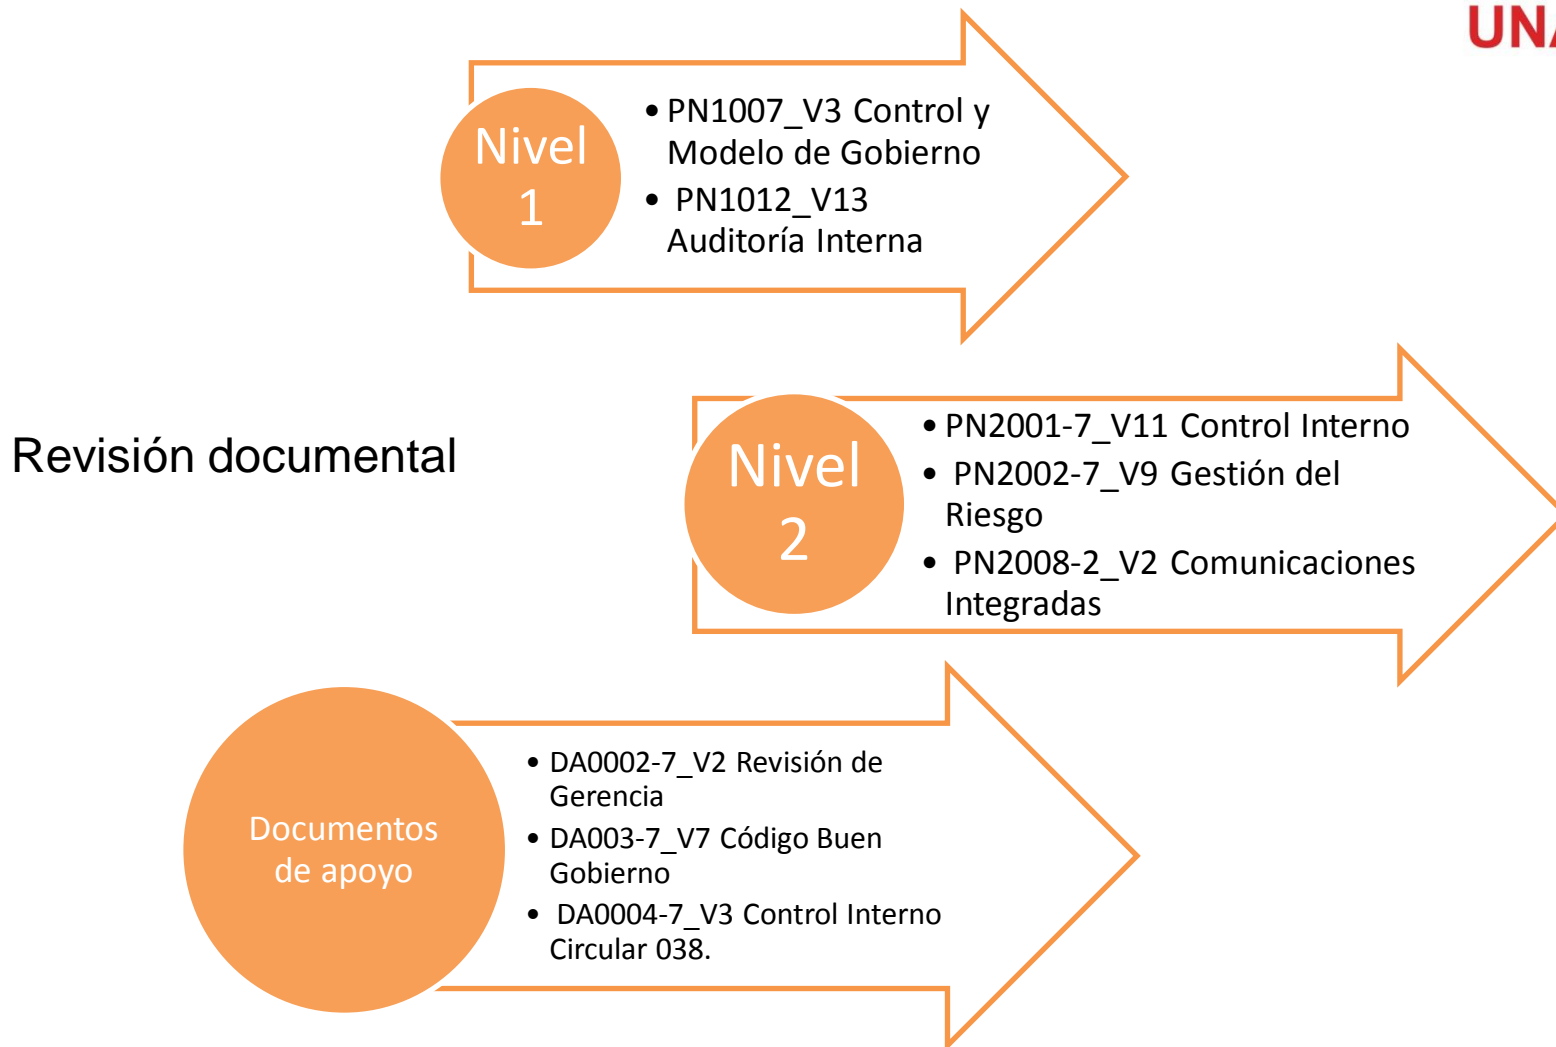 UNA
Nivel
1
• PN1007_V3 Control y
Modelo de Gobierno
• PN1012_V13
Auditoría Interna
Revisión documental
Nivel
2
• PN2001-7_V11 Control Interno
• PN2002-7_V9 Gestión del
Riesgo
• PN2008-2_V2 Comunicaciones
Integradas
Documentos
de apoyo
• DA0002-7_V2 Revisión de
Gerencia
• DA003-7_V7 Código Buen
Gobierno
• DA0004-7_V3 Control Interno
Circular 038.